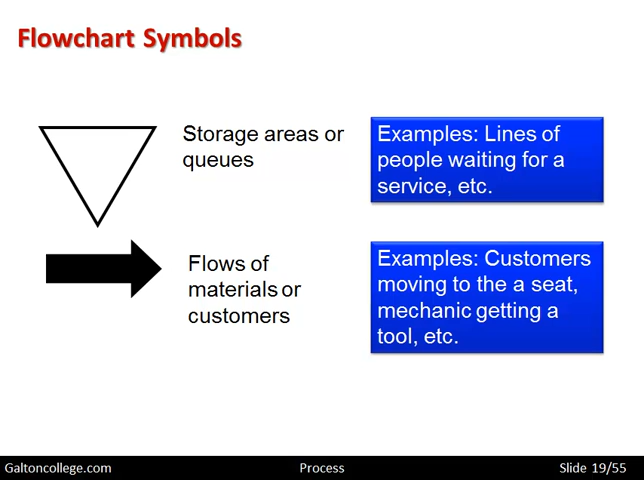 Flowchart Symbols
Storage areas or
queues
Examples: Lines of
people waiting for a
service, etc.
Flows of
materials or
customers
Examples: Customers
moving to the a seat,
mechanic getting a
tool, etc.
Galtoncollege.com
Process
Slide 19/55